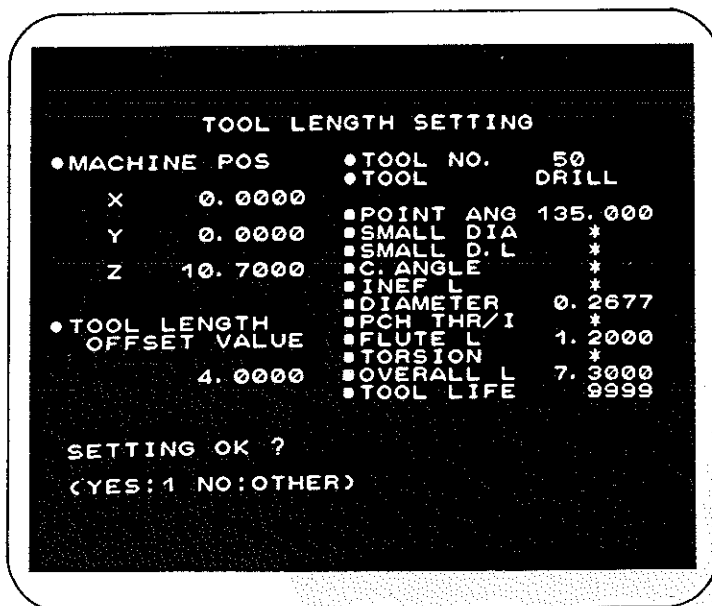 TOOL LENGTH SETTING
●MACHINE POS
X 0.0000
Y 0.0000
Z 10.7000
●TOOL LENGTH
OFFSET VALUE
4.0000
●TOOL NO. 50
●TOOL DRILL
■POINT ANG 135.000
■SMALL DIA *
■SMALL D.L *
■C.ANGLE *
■INEF L *
■DIAMETER 0.2677
■PCH THR/I *
■FLUTE L 1.2000
■TORSION *
■OVERALL L 7.3000
■TOOL LIFE 9999
SETTING OK ?
(YES:1 NO:OTHER)